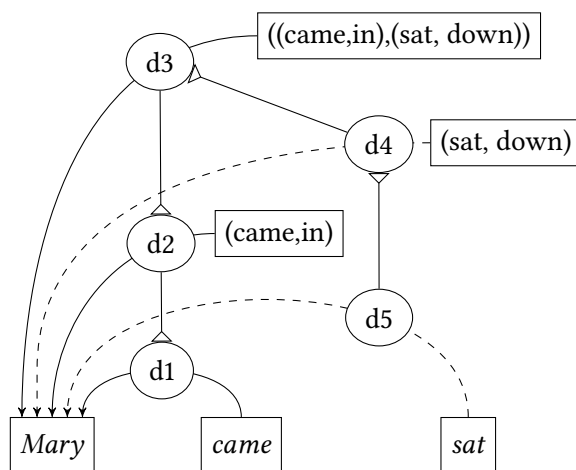 ((came,in),(sat, down))
d3
d4
(sat, down)
d2
(came,in)
d5
d1
Mary
came
sat